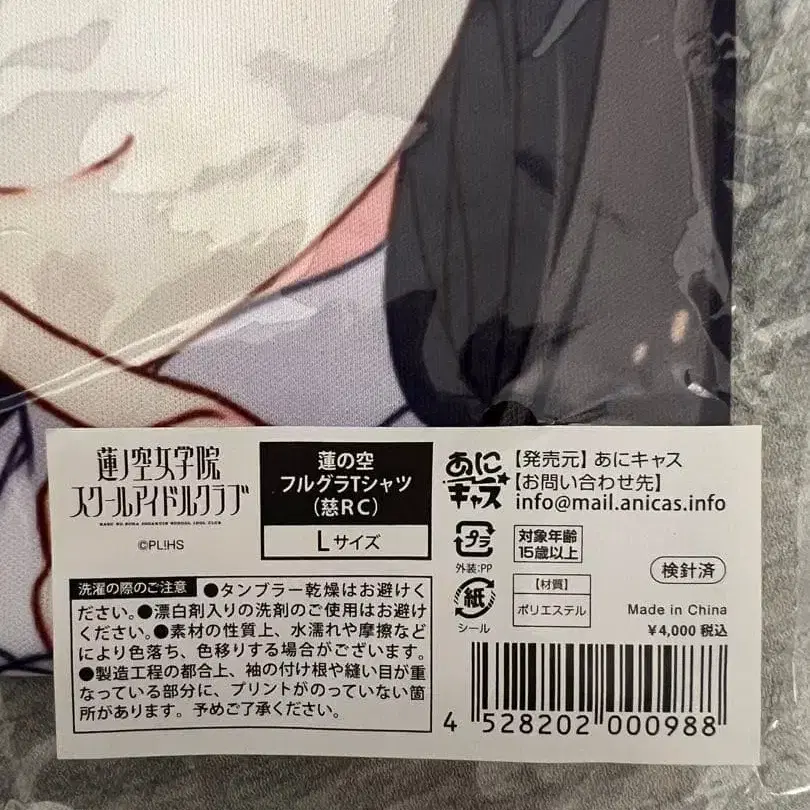 蓮ノ空女学院
スクールアイドルクラブ
HASU NO SORA JOGAKUIN SCHOOL IDOL CLUB
©PL!HS
蓮の空
フルグラTシャツ
(慈RC)
Lサイズ
あに
キャス
【発売元】あにキャス
【お問い合わせ先】
info@mail.anicas.info
プラ
外装:PP
対象年齢
15歳以上
紙
シール
【材質】
ポリエステル
検針済
Made in China
¥4,000 税込
洗濯の際のご注意 ●タンブラー乾燥はお避けく
ださい。●漂白剤入りの洗剤のご使用はお避け
ください。●素材の性質上、水濡れや摩擦など
により色落ち、色移りする場合がございます。
●製造工程の都合上、袖の付け根や縫い目が重
なっている部分に、プリントがのっていない箇
所があります。予めご了承ください。
4 528202 000988